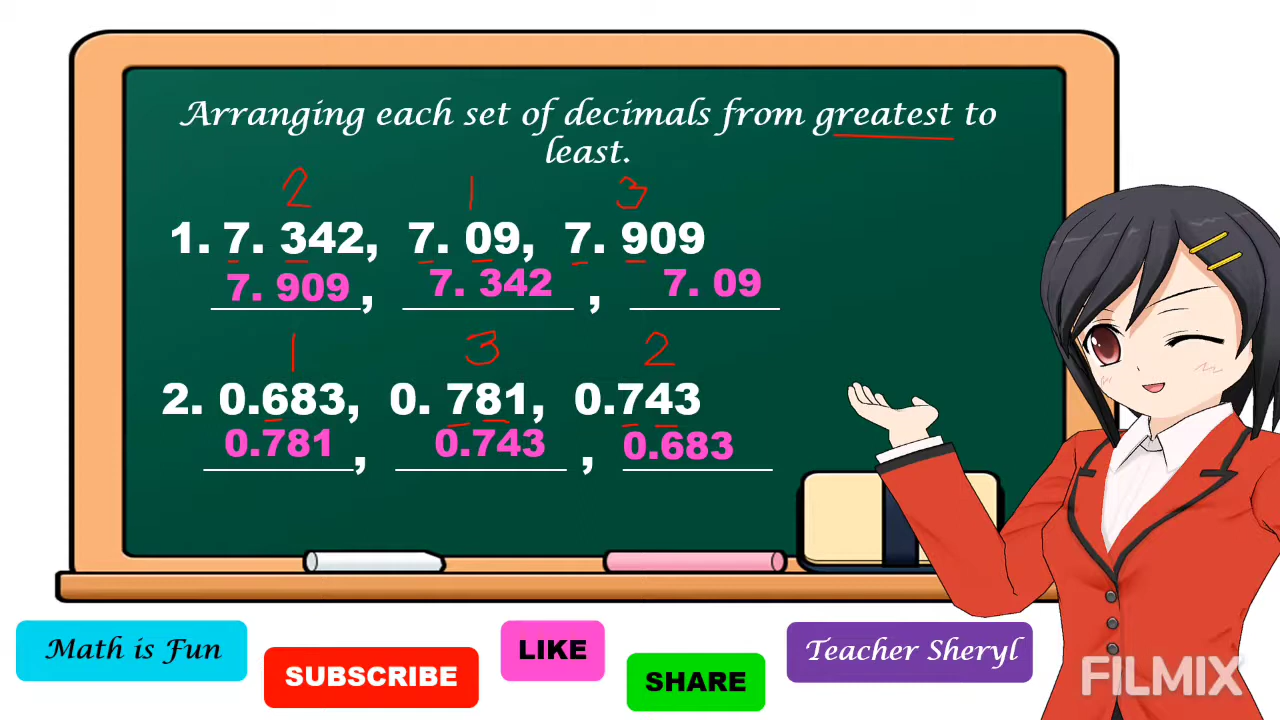 Arranging each set of decimals from greatest to
least.
2 1 3
1. 7. 342, 7. 09, 7. 909
7. 909, 7. 342, 7. 09
1 3 2
2. 0.683, 0. 781, 0.743
0.781, 0.743, 0.683
Math is Fun
SUBSCRIBE
LIKE
SHARE
Teacher Sheryl
FILMIX